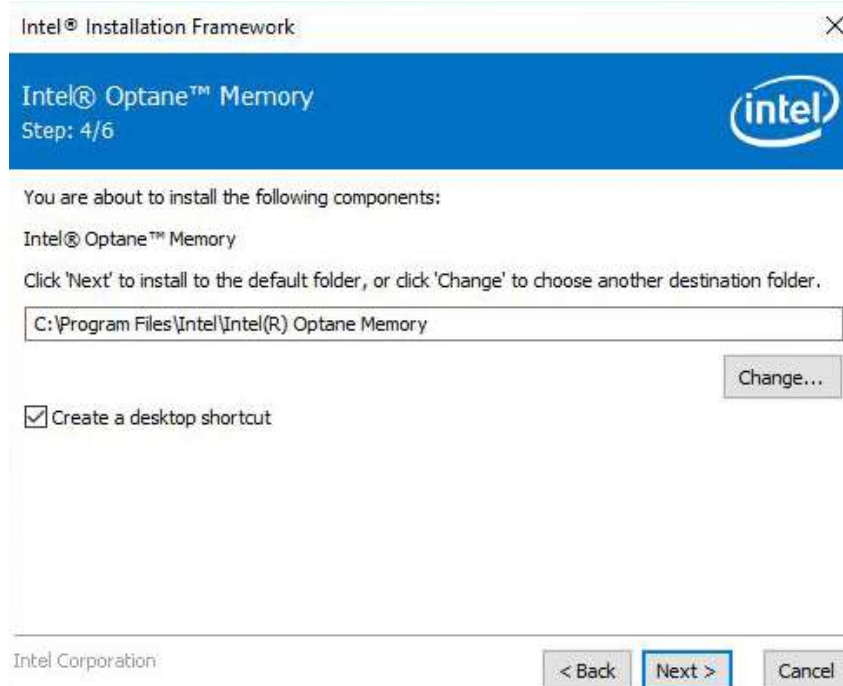 Intel® Installation Framework
Intel® Optane™ Memory
Step: 4/6
intel
You are about to install the following components:
Intel® Optane™ Memory
Click 'Next' to install to the default folder, or click 'Change' to choose another destination folder.
C:\Program Files\Intel\Intel(R) Optane Memory
Change...
Create a desktop shortcut
Intel Corporation
< Back Next > Cancel